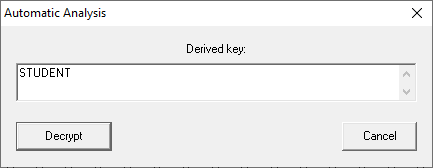 Automatic Analysis
Derived key:
STUDENT
Decrypt
Cancel